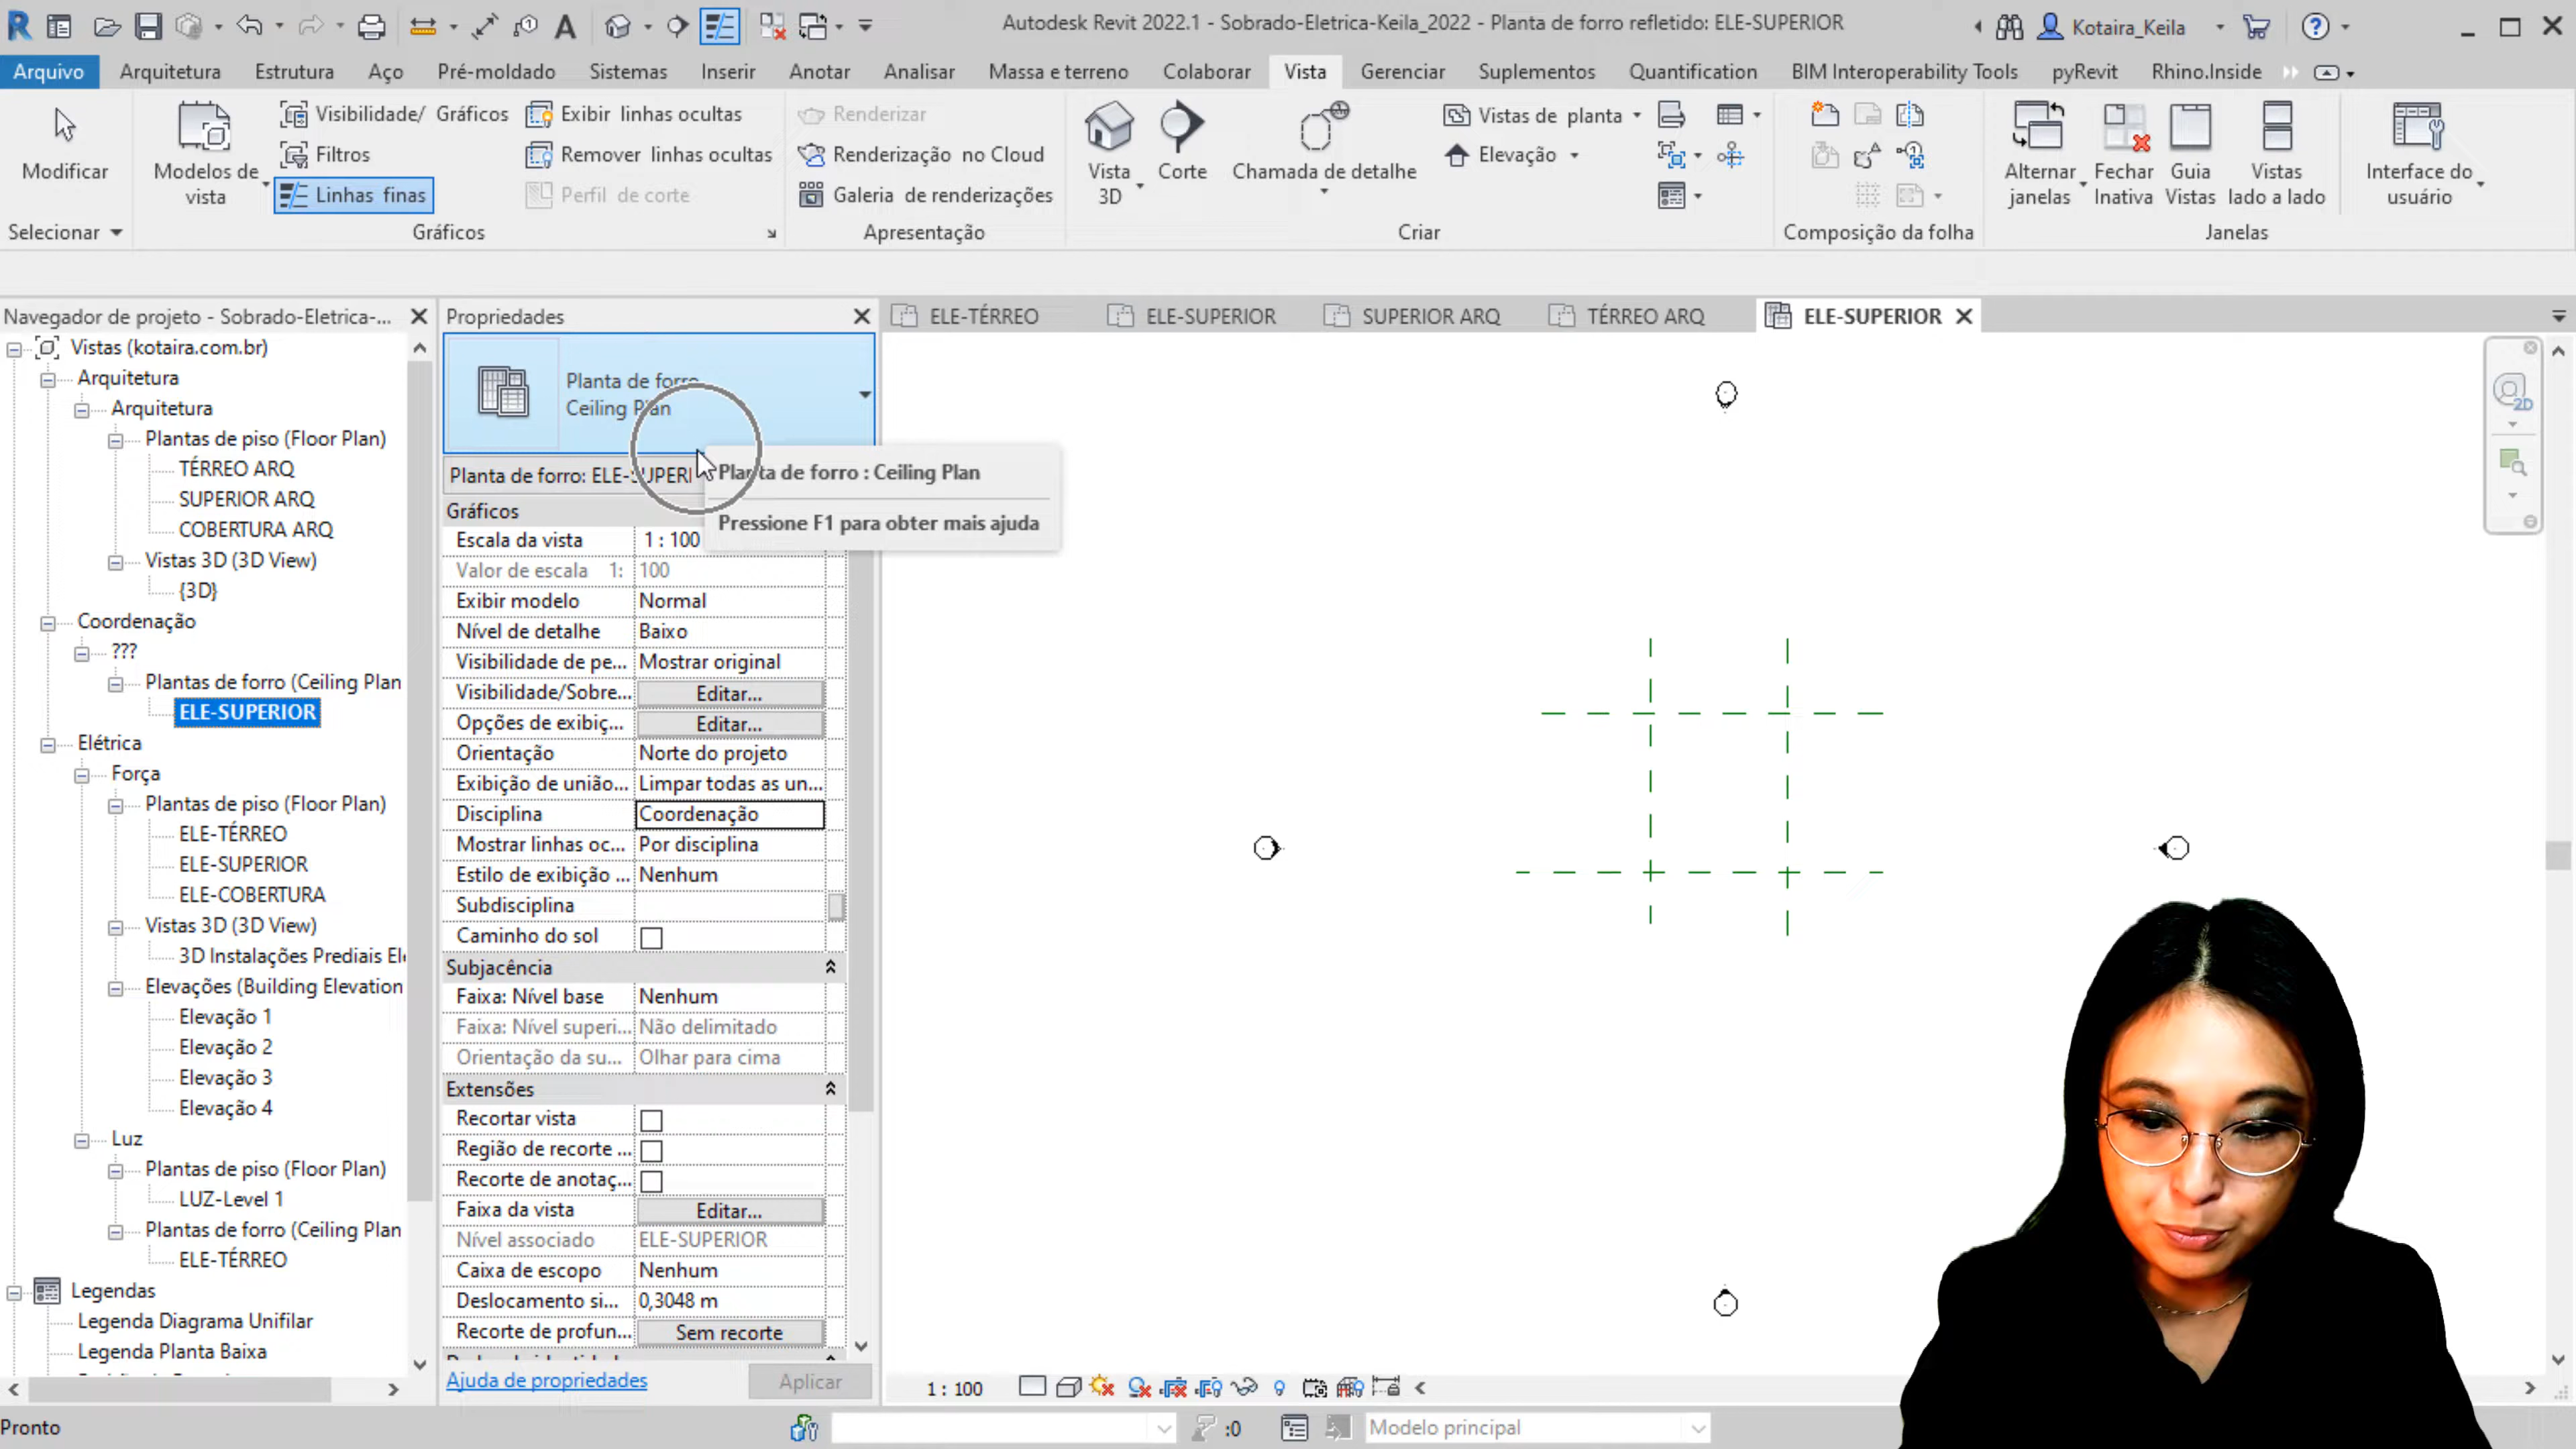 Autodesk Revit 2022.1 - Sobrado-Eletrica-Keila_2022 - Planta de forro refletido: ELE-SUPERIOR
Kotaira_Keila
Arquivo Arquitetura Estrutura Aço Pré-moldado Sistemas Inserir Anotar Analisar Massa e terreno Colaborar Vista Gerenciar Suplementos Quantification BIM Interoperability Tools pyRevit Rhino.Inside
Modificar
Modelos de vista
Visibilidade/ Gráficos
Filtros
Linhas finas
Exibir linhas ocultas
Remover linhas ocultas
Perfil de corte
Renderizar
Renderização no Cloud
Galeria de renderizações
Vista 3D
Corte
Chamada de detalhe
Vistas de planta
Elevação
Alternar janelas
Fechar Inativa
Guia Vistas
Vistas lado a lado
Interface do usuário
Selecionar
Gráficos
Apresentação
Criar
Composição da folha
Janelas
Navegador de projeto - Sobrado-Eletrica-...
Vistas (kotaira.com.br)
Arquitetura
Arquitetura
Plantas de piso (Floor Plan)
TÉRREO ARQ
SUPERIOR ARQ
COBERTURA ARQ
Vistas 3D (3D View)
{3D}
Coordenação
???
Plantas de forro (Ceiling Plan
ELE-SUPERIOR
Elétrica
Força
Plantas de piso (Floor Plan)
ELE-TÉRREO
ELE-SUPERIOR
ELE-COBERTURA
Vistas 3D (3D View)
3D Instalações Prediais Ele
Elevações (Building Elevation
Elevação 1
Elevação 2
Elevação 3
Elevação 4
Luz
Plantas de piso (Floor Plan)
LUZ-Level 1
Plantas de forro (Ceiling Plan
ELE-TÉRREO
Legendas
Legenda Diagrama Unifilar
Legenda Planta Baixa
Propriedades
Planta de forro
Ceiling Plan
Planta de forro: ELE-SUPERI
Planta de forro : Ceiling Plan
Pressione F1 para obter mais ajuda
Gráficos
Escala da vista 1 : 100
Valor de escala 1: 100
Exibir modelo Normal
Nível de detalhe Baixo
Visibilidade de pe... Mostrar original
Visibilidade/Sobre... Editar...
Opções de exibiç... Editar...
Orientação Norte do projeto
Exibição de união... Limpar todas as un...
Disciplina Coordenação
Mostrar linhas oc... Por disciplina
Estilo de exibição ... Nenhum
Subdisciplina
Caminho do sol
Subjacência
Faixa: Nível base Nenhum
Faixa: Nível superi... Não delimitado
Orientação da su... Olhar para cima
Extensões
Recortar vista
Região de recorte ...
Recorte de anotaç...
Faixa da vista Editar...
Nível associado ELE-SUPERIOR
Caixa de escopo Nenhum
Deslocamento si... 0,3048 m
Recorte de profun... Sem recorte
Ajuda de propriedades
Aplicar
ELE-TÉRREO ELE-SUPERIOR SUPERIOR ARQ TÉRREO ARQ ELE-SUPERIOR
2D
1 : 100
Pronto
:0
Modelo principal